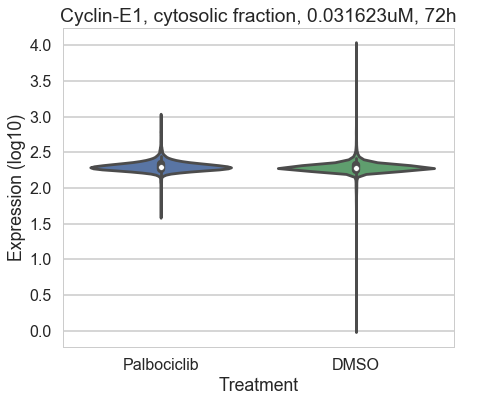 Cyclin-E1, cytosolic fraction, 0.031623uM, 72h
Expression (log10)
4.0
3.5
3.0
2.5
2.0
1.5
1.0
0.5
0.0
Palbociclib DMSO
Treatment